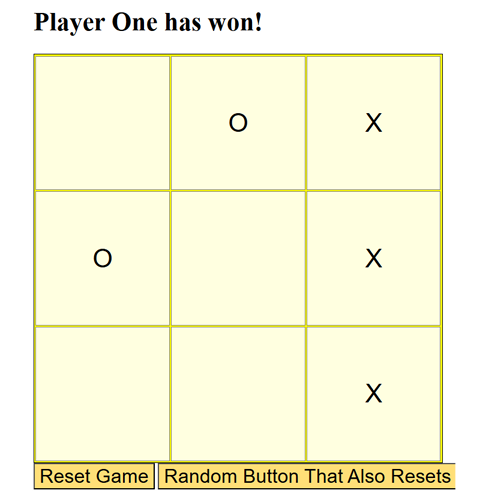 Player One has won!
O X
O X
X
Reset Game Random Button That Also Resets